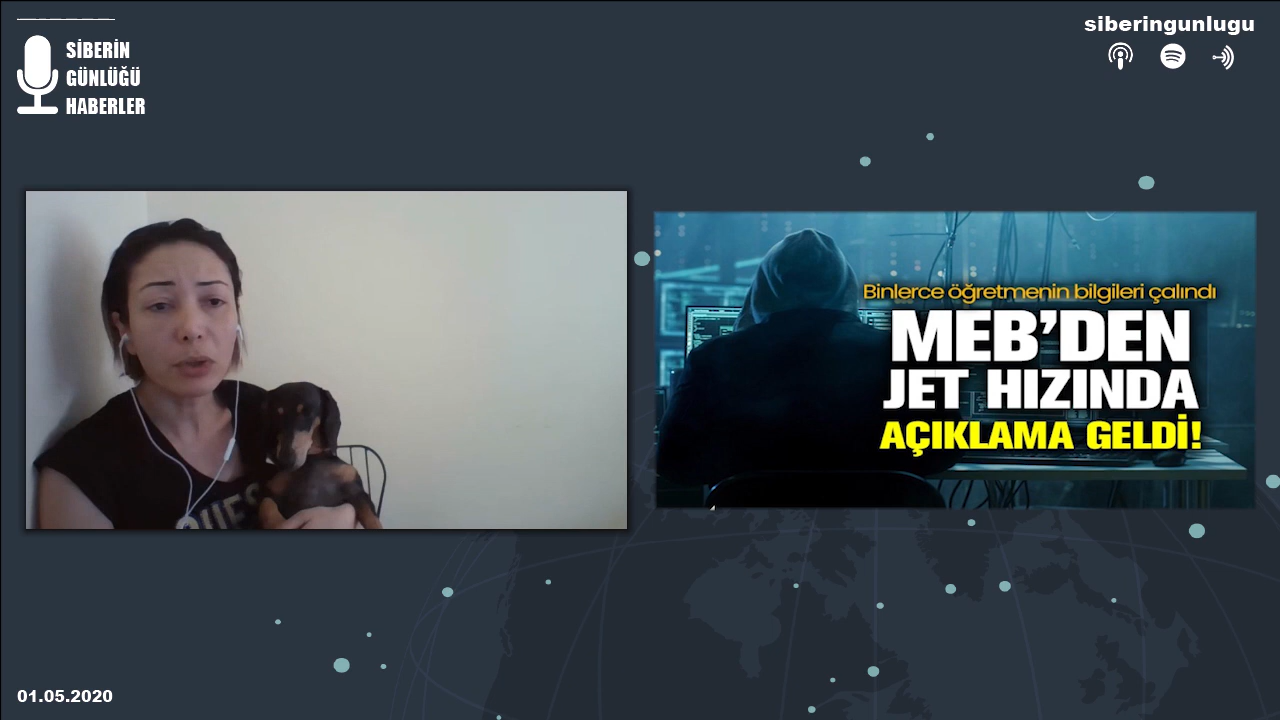 SİBERİN
GÜNLÜĞÜ
HABERLER
siberingunlugu
Binlerce öğretmenin bilgileri çalındı
MEB'DEN
JET HIZINDA
AÇIKLAMA GELDİ!
01.05.2020